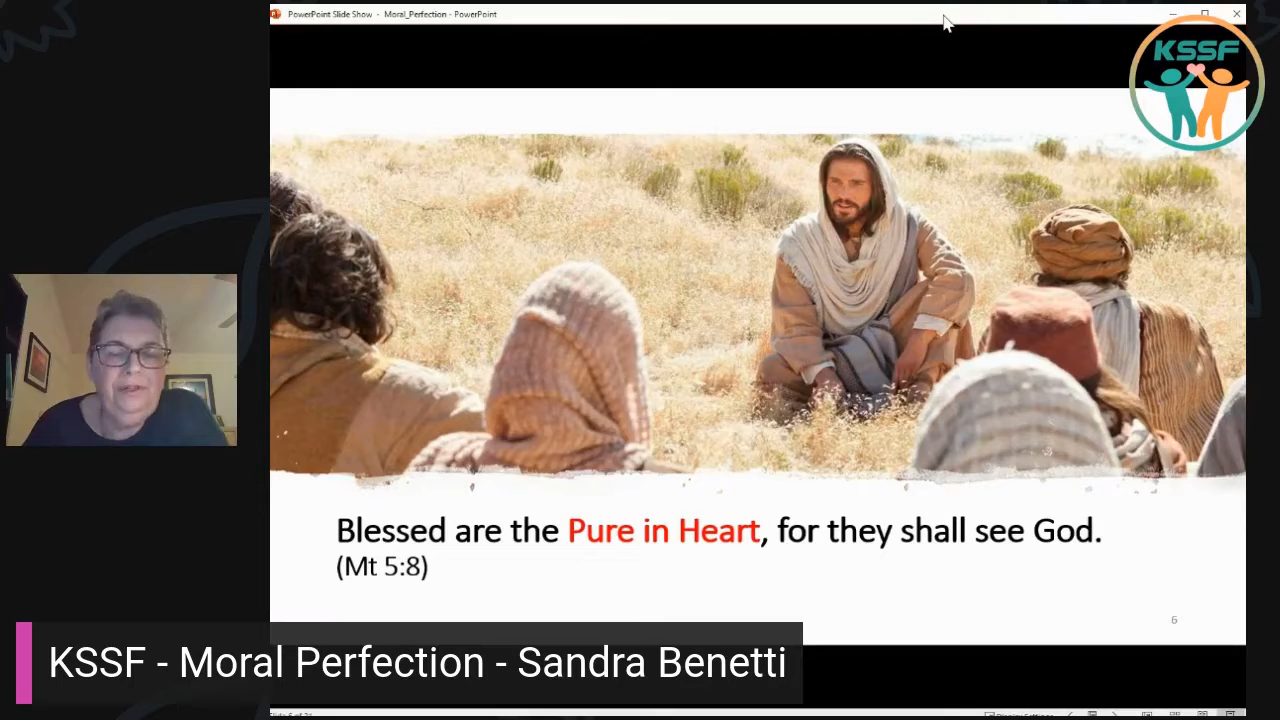 PowerPoint Slide Show - Moral_Perfection - PowerPoint
KSSF
Blessed are the Pure in Heart, for they shall see God.
(Mt 5:8)
6
KSSF - Moral Perfection - Sandra Benetti